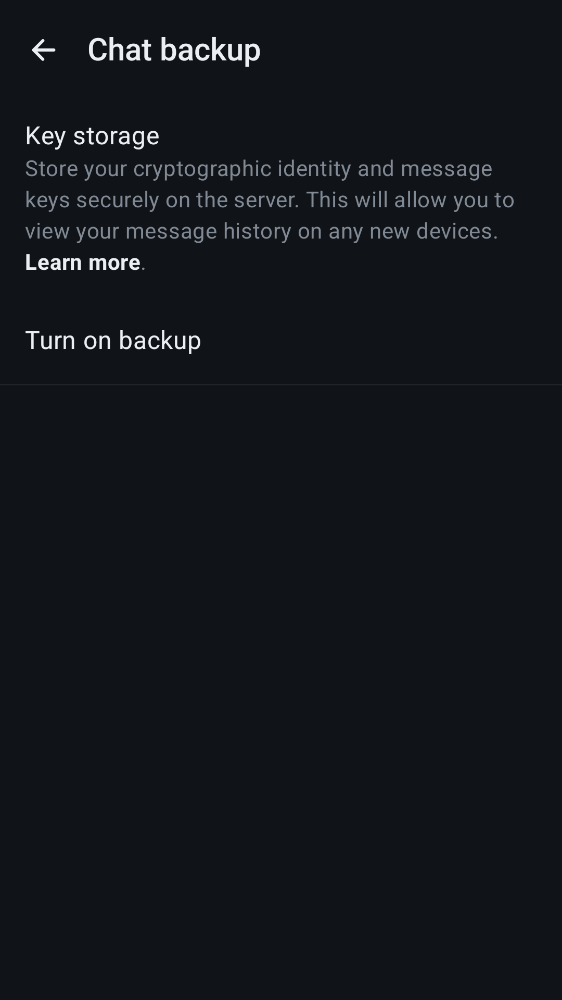 Chat backup
Key storage
Store your cryptographic identity and message
keys securely on the server. This will allow you to
view your message history on any new devices.
Learn more.
Turn on backup